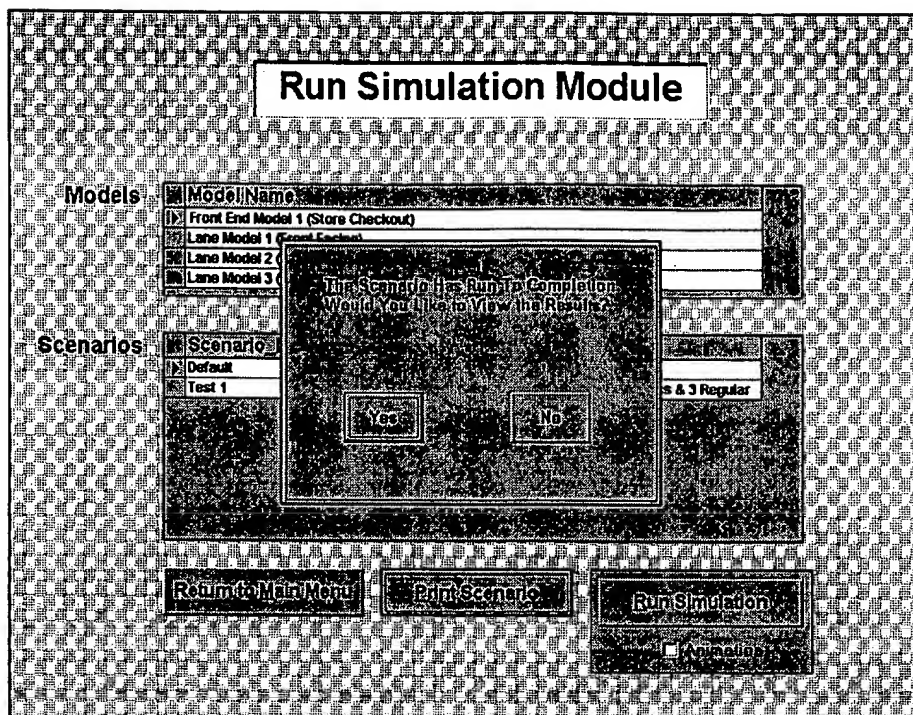 Run Simulation Module
Models
Model Name
Front End Model 1 (Store Checkout)
Lane Model 1 (Front Facing)
Lane Model 2 (
Lane Model 3 (
The Scenario Has Run To Completion
Would You Like to View the Results?
Scenarios
Scenario
Default
Test 1
s & 3 Regular
Yes
No
Return to Main Menu
Print Scenario
Run Simulation
Animation